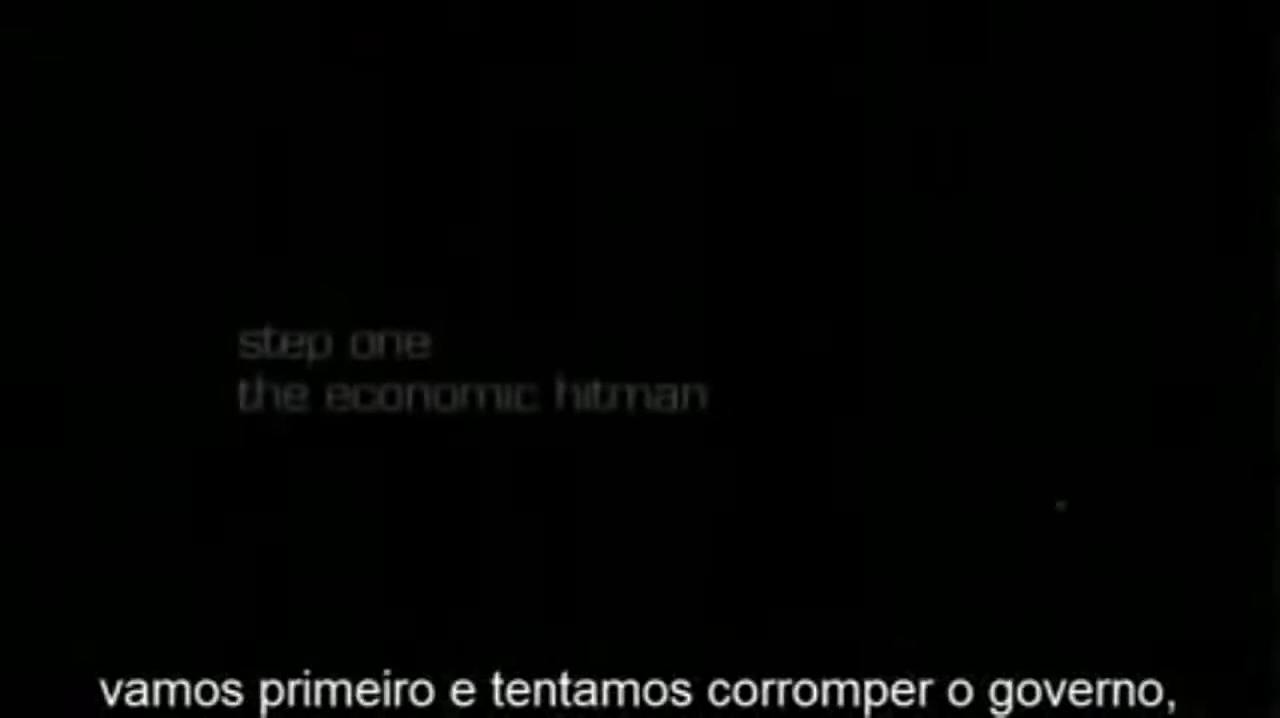 step one
the economic hitman
vamos primeiro e tentamos corromper o governo,